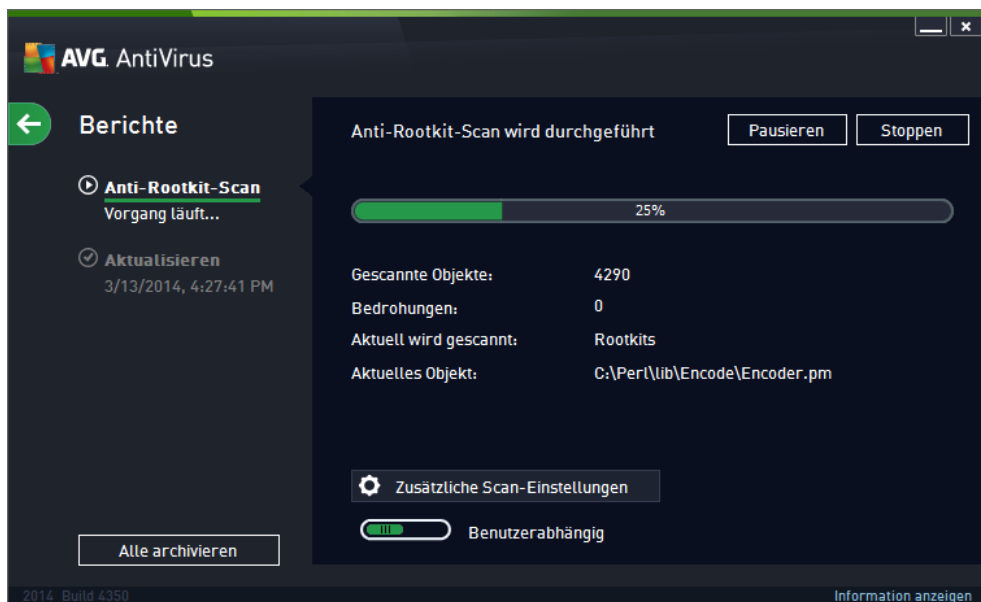 AVG. AntiVirus
Berichte
Anti-Rootkit-Scan
Vorgang läuft...
Aktualisieren
3/13/2014, 4:27:41 PM
Alle archivieren
Anti-Rootkit-Scan wird durchgeführt
Pausieren
Stoppen
25%
Gescannte Objekte: 4290
Bedrohungen: 0
Aktuell wird gescannt: Rootkits
Aktuelles Objekt: C:\Perl\lib\Encode\Encoder.pm
Zusätzliche Scan-Einstellungen
Benutzerabhängig
2014 Build 4350
Information anzeigen